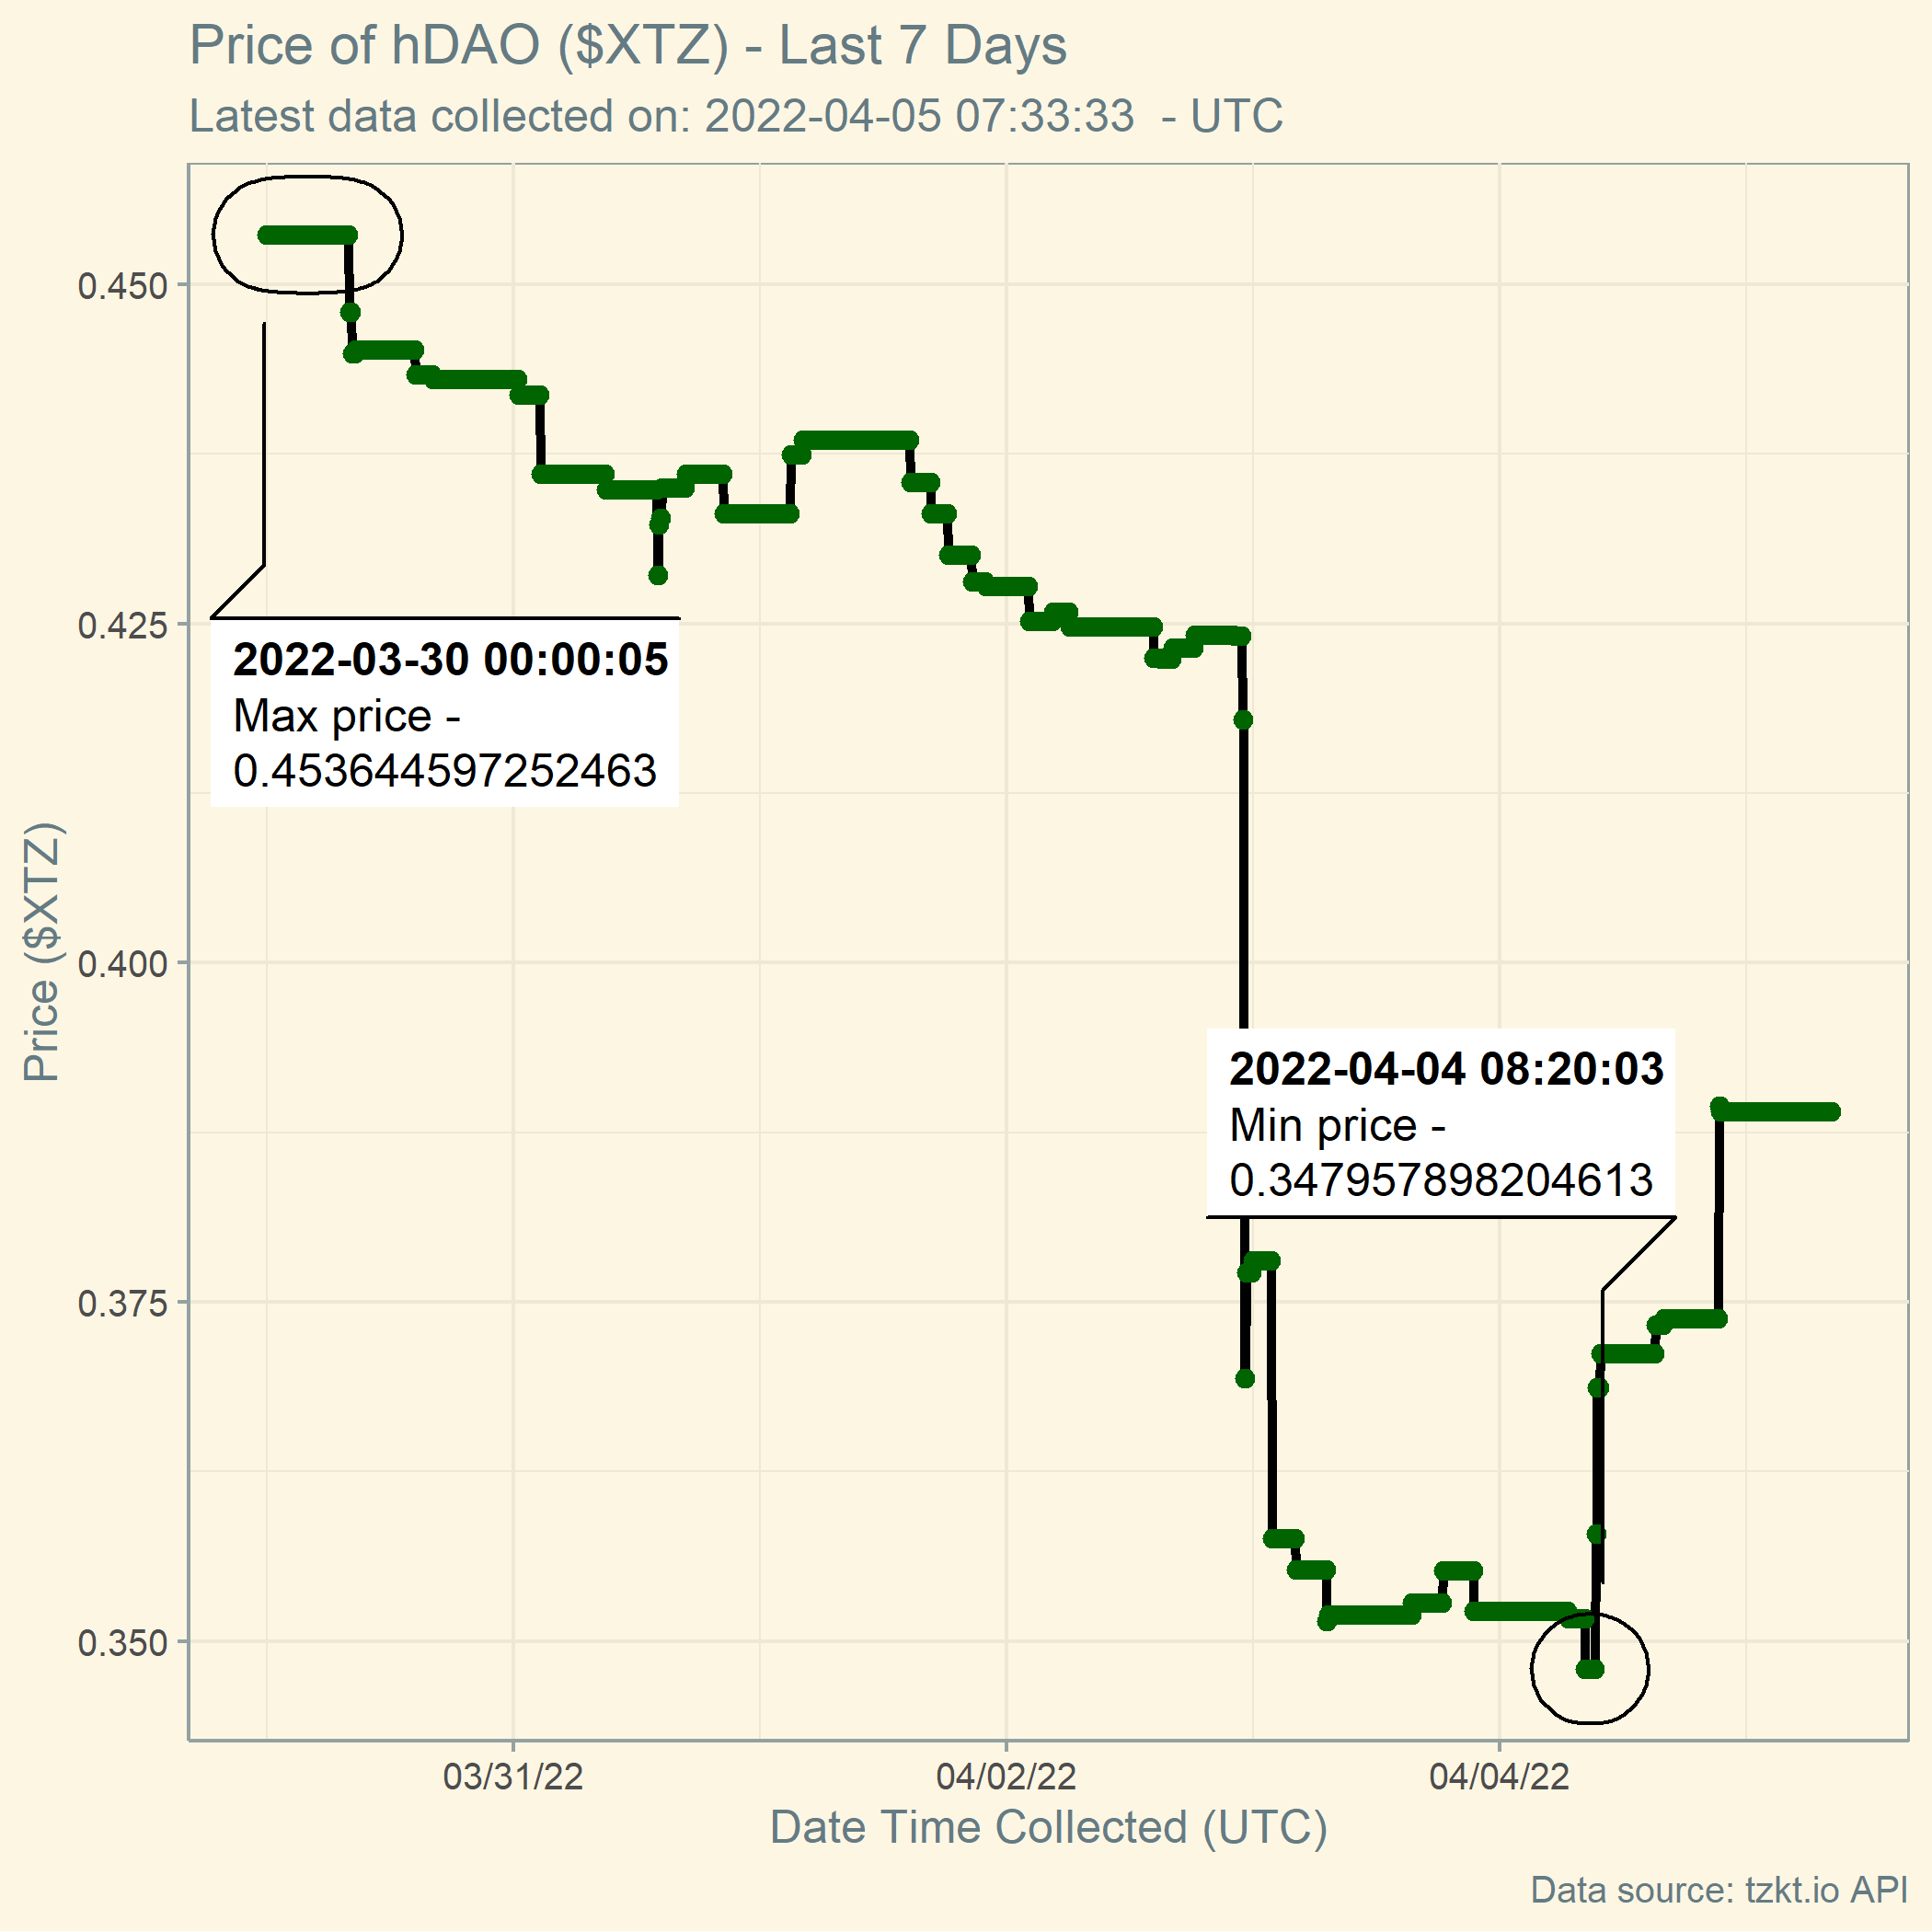 Price of hDAO ($XTZ) - Last 7 Days
Latest data collected on: 2022-04-05 07:33:33  - UTC
0.450
0.425
0.400
0.375
0.350
Price ($XTZ)
2022-03-30 00:00:05
Max price -
0.453644597252463
2022-04-04 08:20:03
Min price -
0.347957898204613
03/31/22
04/02/22
04/04/22
Date Time Collected (UTC)
Data source: tzkt.io API